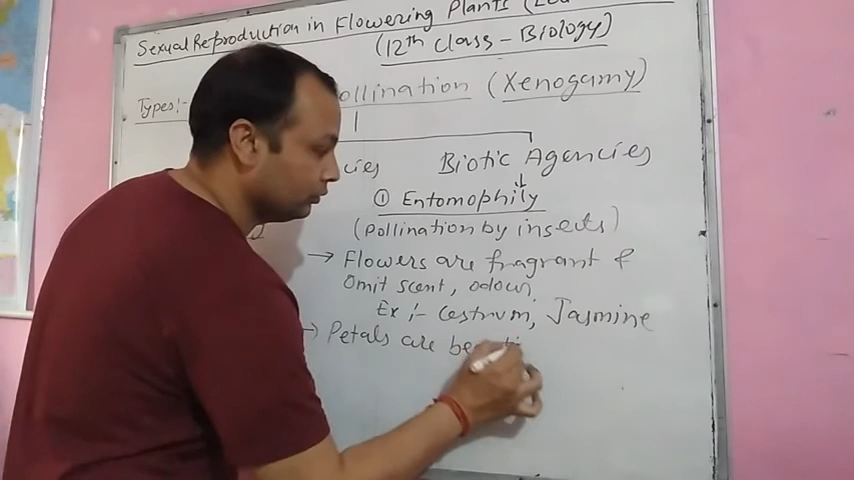 Sexual Reproduction in Flowering Plants
(12th Class - Biology)
Types:- ollination (Xenogamy)
cies Biotic Agencies
① Entomophily
(Pollination by insects)
→ Flowers are fragrant &
Omit scent, odour,
Ex:- Cestrum, Jasmine
→ Petals are be